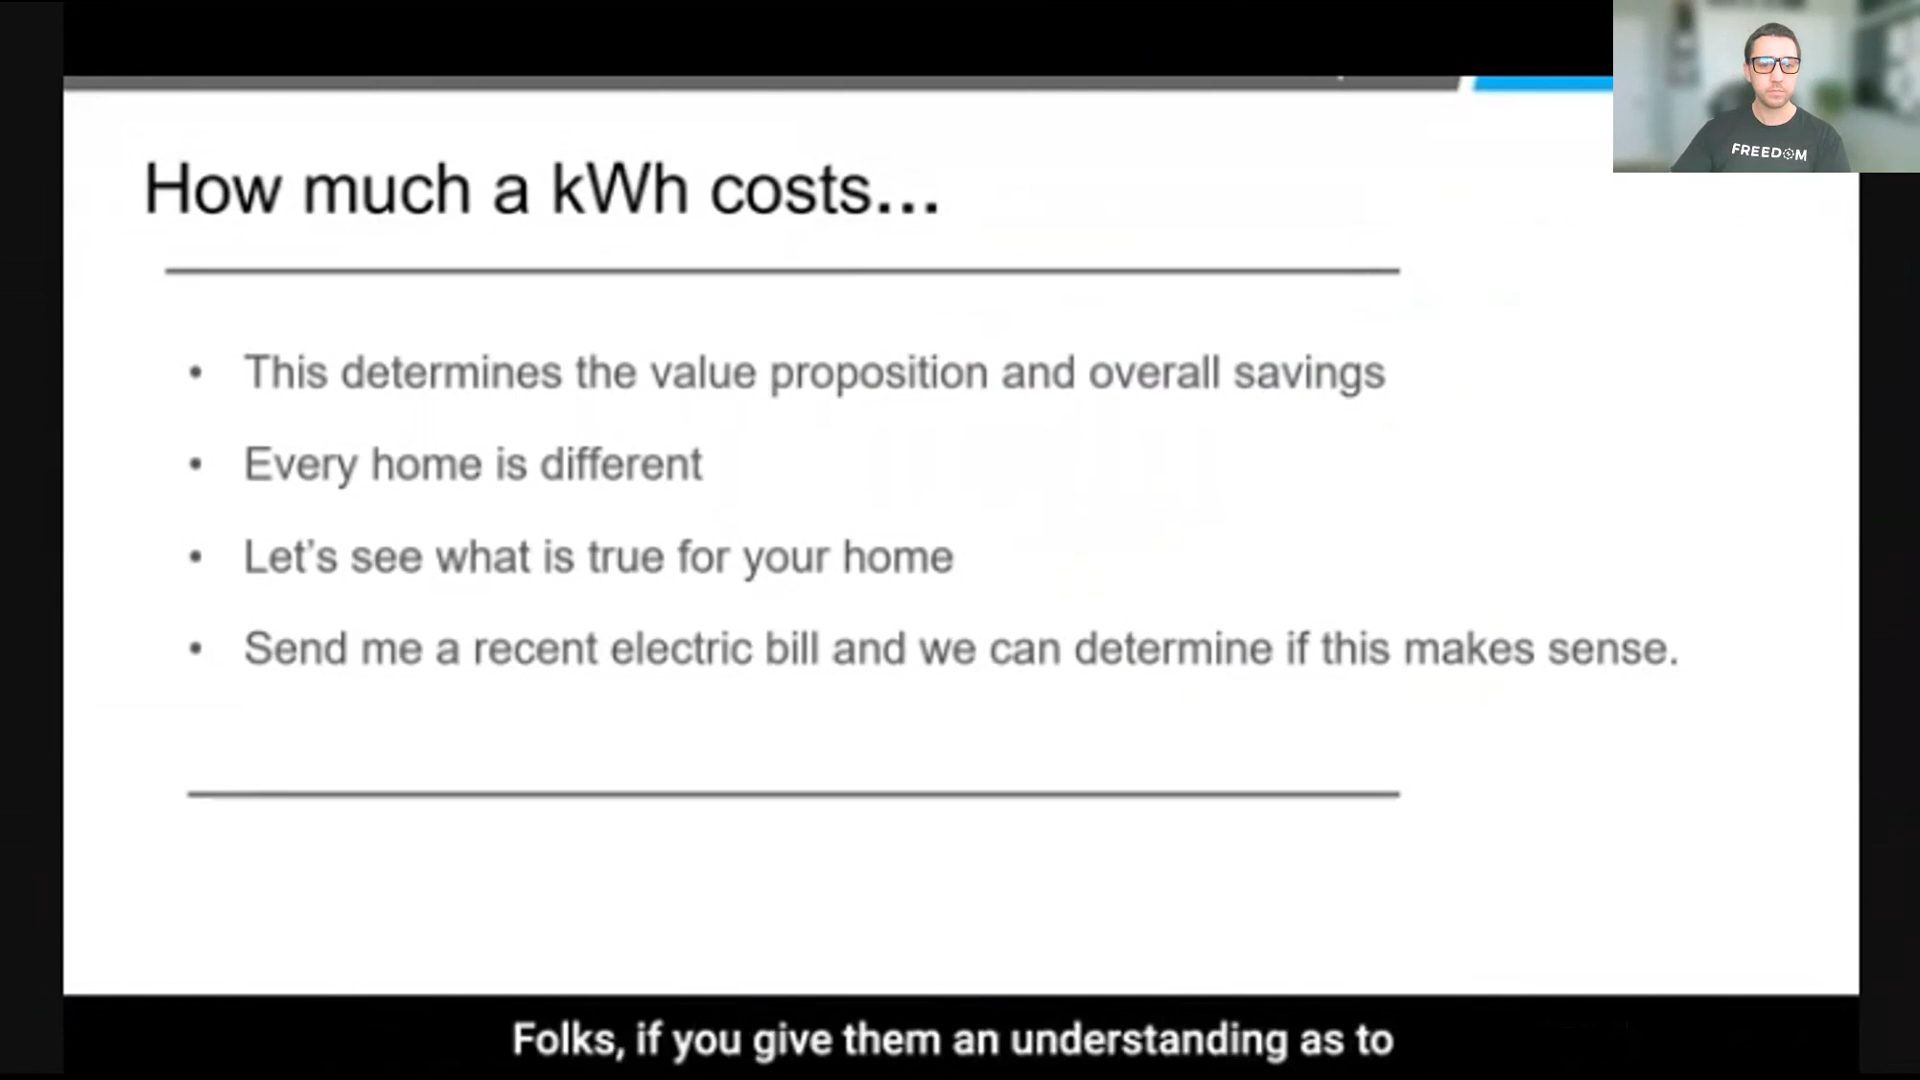 FREEDOM
How much a kWh costs...
• This determines the value proposition and overall savings
• Every home is different
• Let's see what is true for your home
• Send me a recent electric bill and we can determine if this makes sense.
Folks, if you give them an understanding as to